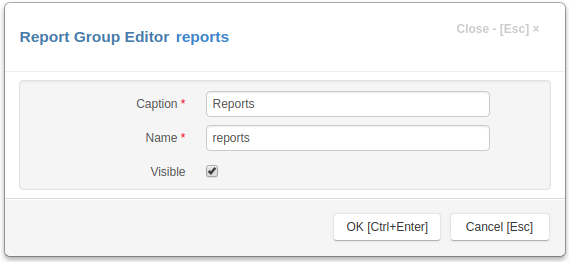 Report Group Editor reports
Close - [Esc] ×
Caption *
Reports
Name *
reports
Visible
OK [Ctrl+Enter]
Cancel [Esc]